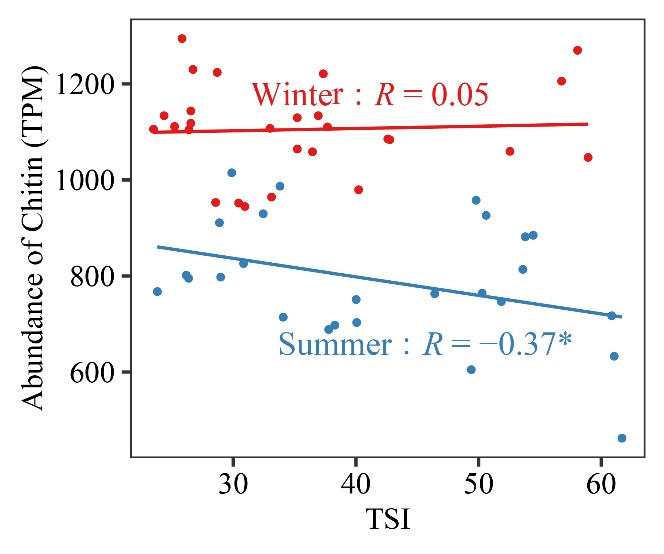 Abundance of Chitin (TPM)
1200
1000
800
600
Winter : R = 0.05
Summer : R = −0.37*
30 40 50 60
TSI